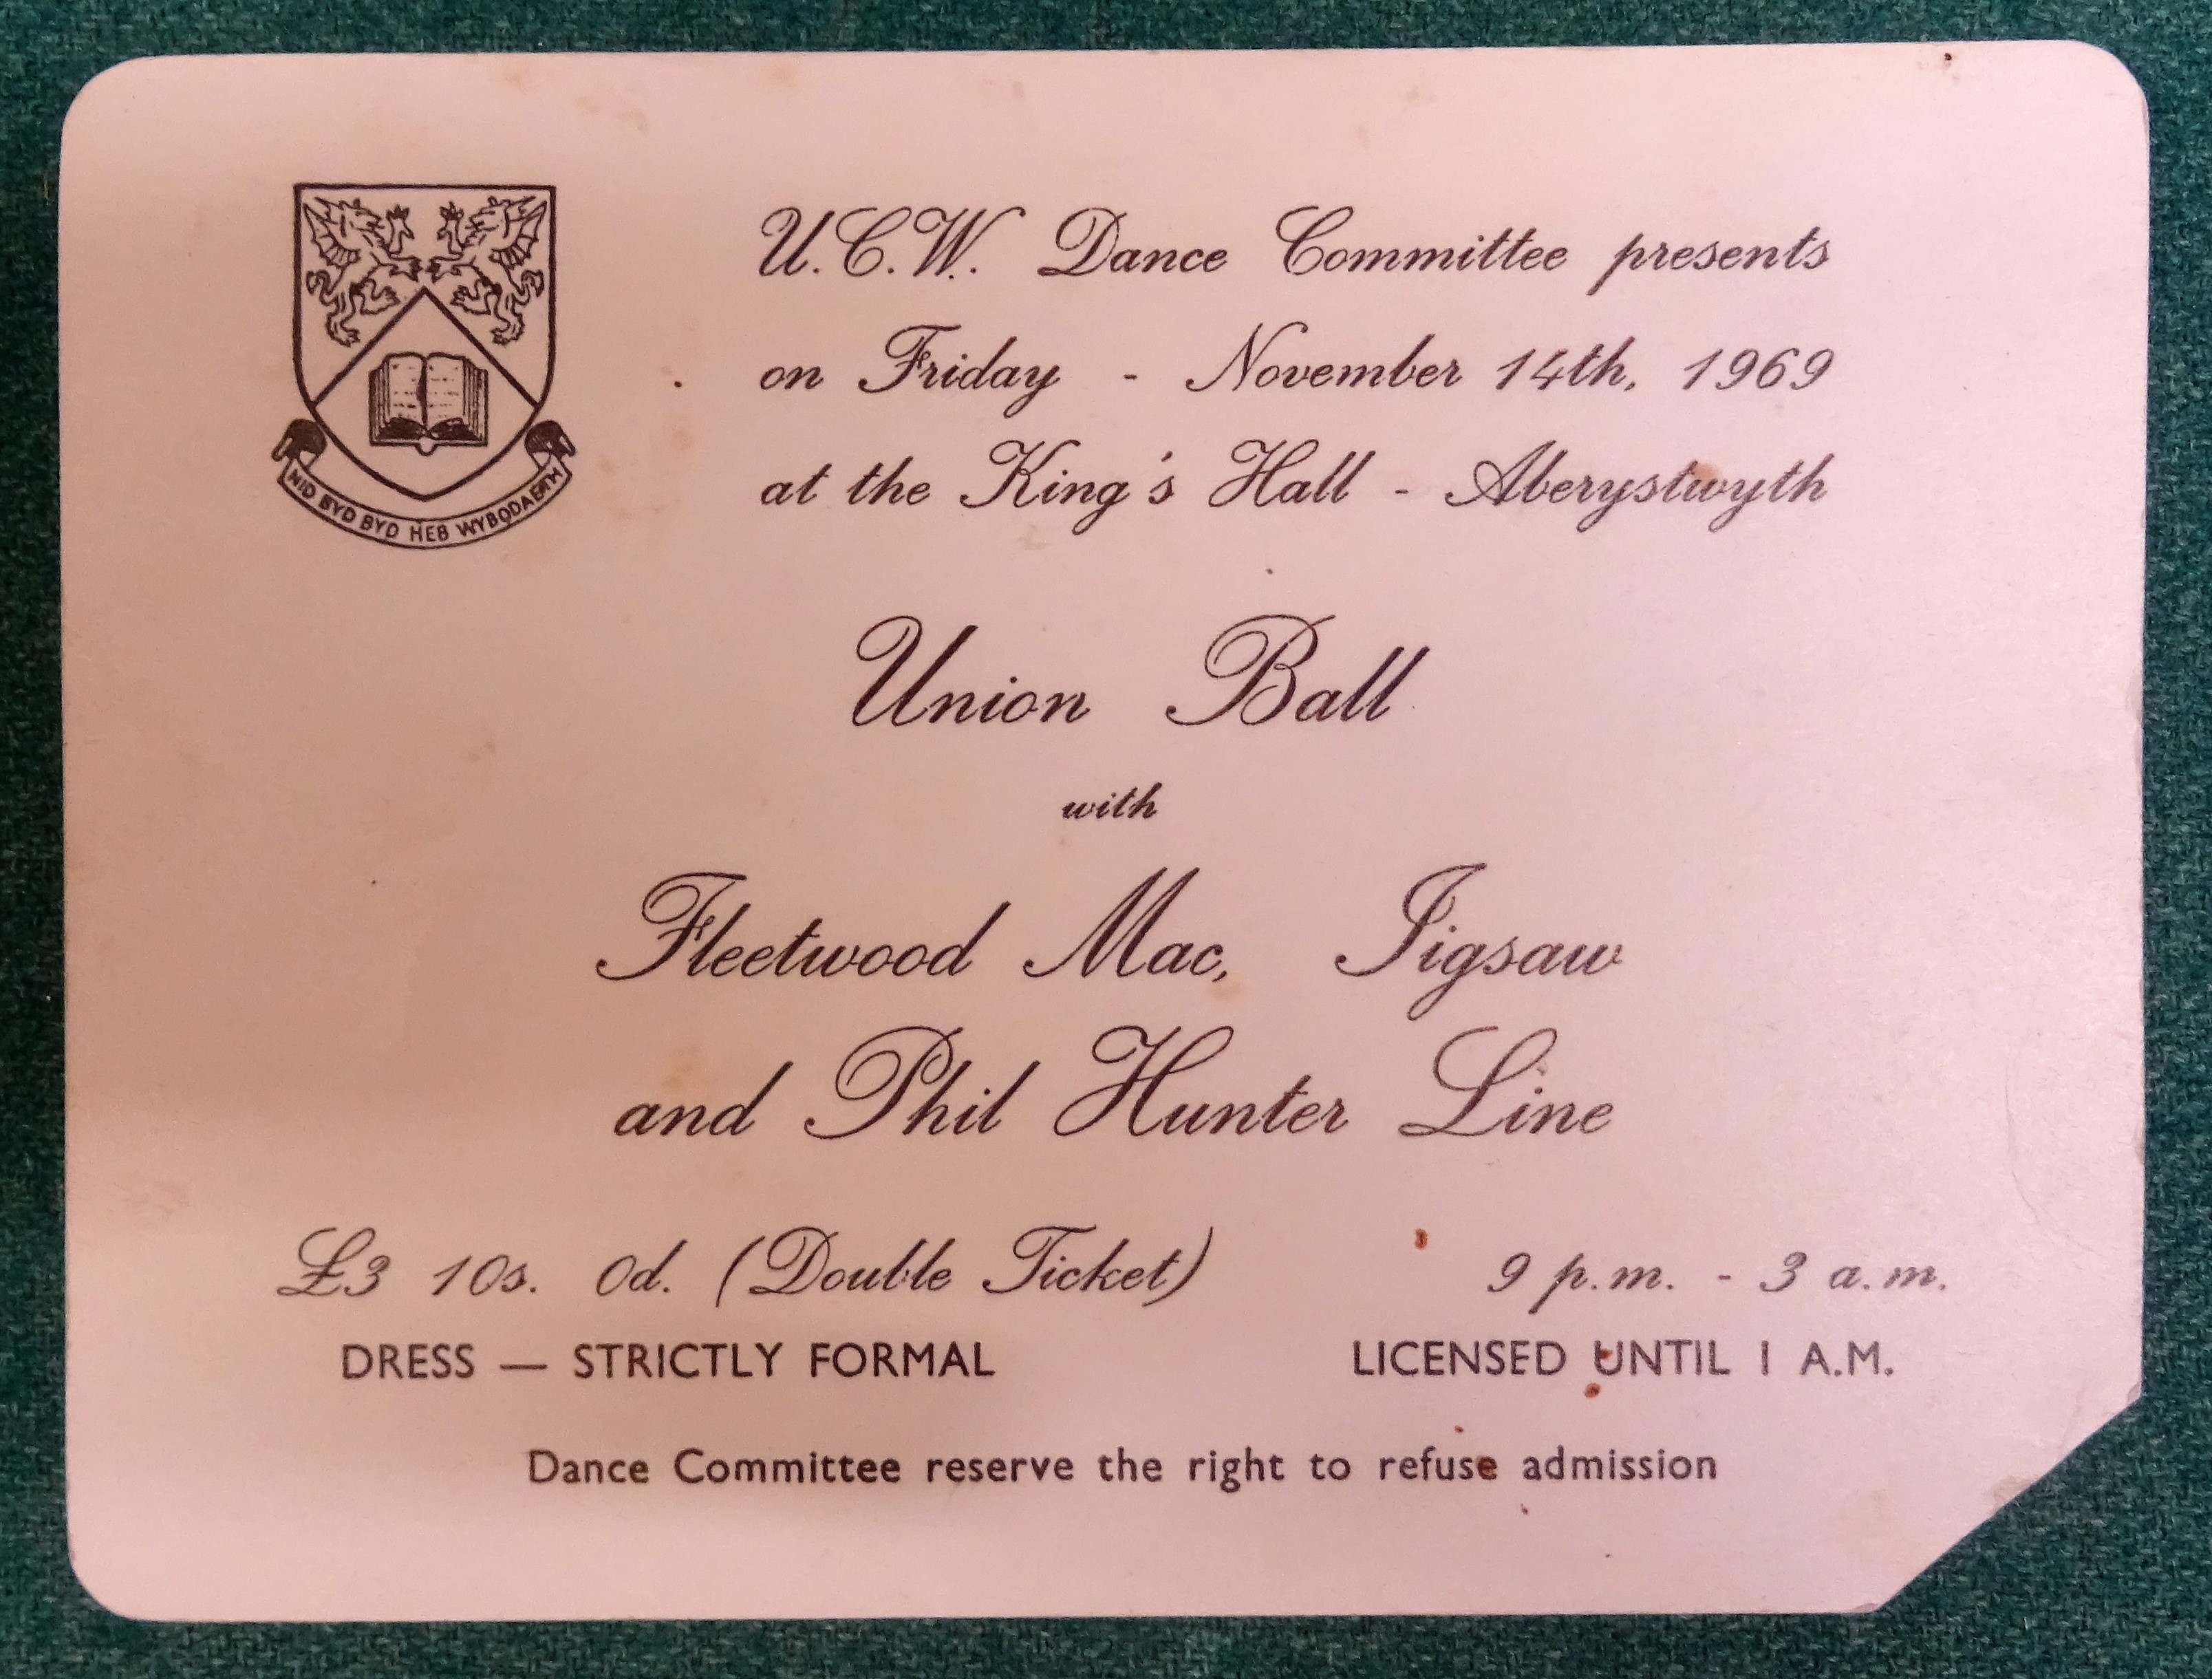 U.C.W. Dance Committee presents
on Friday - November 14th, 1969
at the King's Hall - Aberystwyth
NID BYD BYD HEB WYBODAETH
Union Ball
with
Fleetwood Mac, Jigsaw
and Phil Hunter Line
£3 10s. 0d. (Double Ticket) 9 p.m. - 3 a.m.
DRESS — STRICTLY FORMAL LICENSED UNTIL 1 A.M.
Dance Committee reserve the right to refuse admission